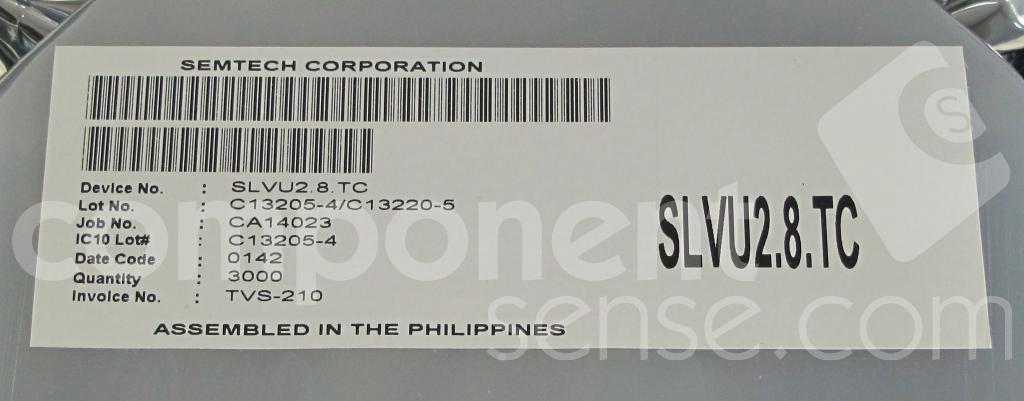 SEMTECH CORPORATION
Device No. : SLVU2.8.TC
Lot No. : C13205-4/C13220-5
Job No. : CA14023
IC10 Lot# : C13205-4
Date Code : 0142
Quantity : 3000
Invoice No. : TVS-210
ASSEMBLED IN THE PHILIPPINES
SLVU2.8.TC
CS
component
sense.com